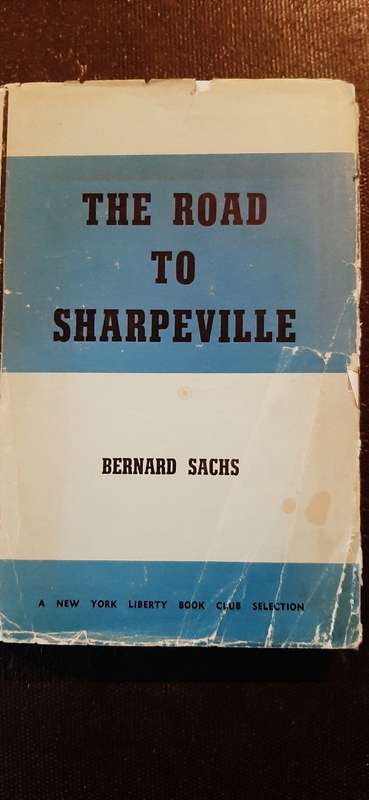 THE ROAD
TO
SHARPEVILLE
BERNARD SACHS
A NEW YORK LIBERTY BOOK CLUB SELECTION